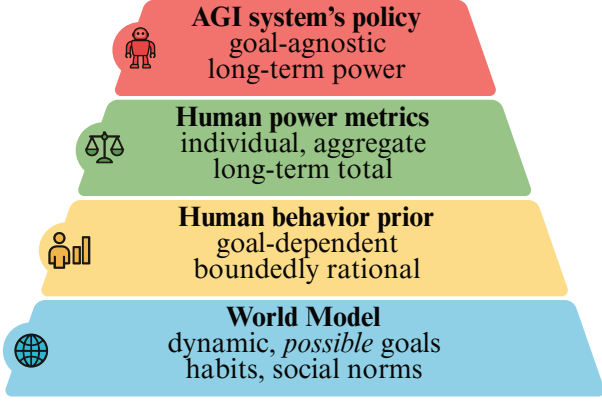 AGI system's policy
goal-agnostic
long-term power
Human power metrics
individual, aggregate
long-term total
Human behavior prior
goal-dependent
boundedly rational
World Model
dynamic, possible goals
habits, social norms